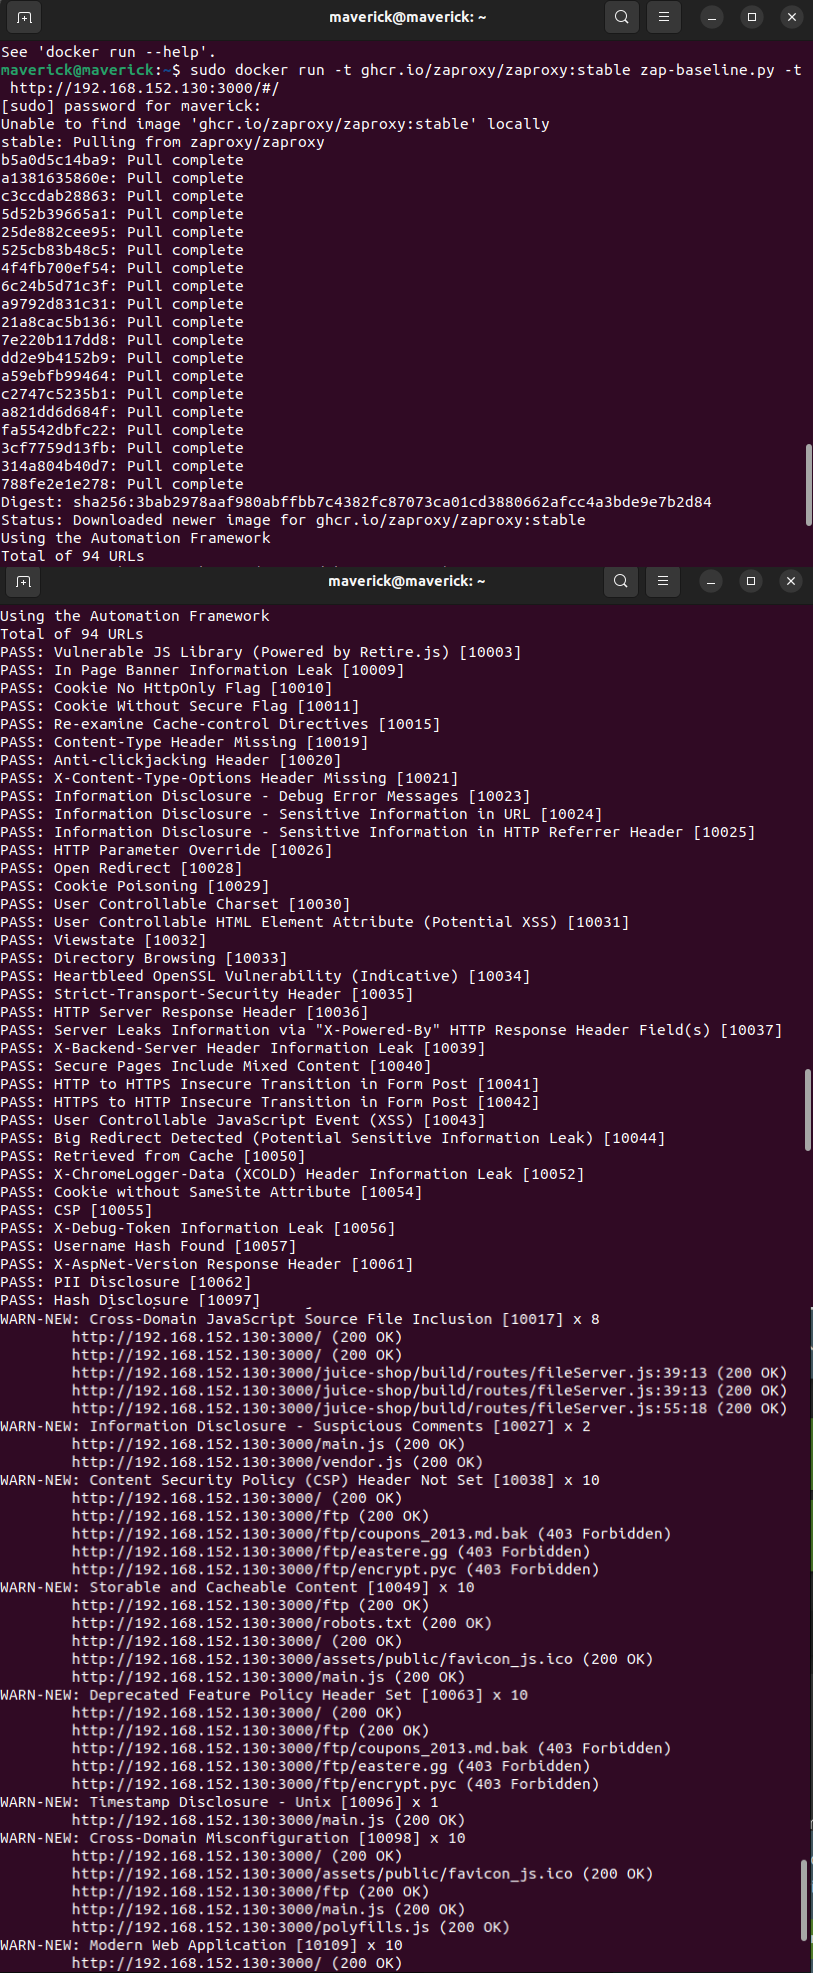 maverick@maverick: ~
See 'docker run --help'.
maverick@maverick:~$ sudo docker run -t ghcr.io/zaproxy/zaproxy:stable zap-baseline.py -t
http://192.168.152.130:3000/#/
[sudo] password for maverick:
Unable to find image 'ghcr.io/zaproxy/zaproxy:stable' locally
stable: Pulling from zaproxy/zaproxy
b5a0d5c14ba9: Pull complete
a1381635860e: Pull complete
c3ccdab28863: Pull complete
5d52b39665a1: Pull complete
25de882cee95: Pull complete
525cb83b48c5: Pull complete
4f4fb700ef54: Pull complete
6c24b5d71c3f: Pull complete
a9792d831c31: Pull complete
21a8cac5b136: Pull complete
7e220b117dd8: Pull complete
dd2e9b4152b9: Pull complete
a59ebfb99464: Pull complete
c2747c5235b1: Pull complete
a821dd6d684f: Pull complete
fa5542dbfc22: Pull complete
3cf7759d13fb: Pull complete
314a804b40d7: Pull complete
788fe2e1e278: Pull complete
Digest: sha256:3bab2978aaf980abffbb7c4382fc87073ca01cd3880662afcc4a3bde9e7b2d84
Status: Downloaded newer image for ghcr.io/zaproxy/zaproxy:stable
Using the Automation Framework
Total of 94 URLs
maverick@maverick: ~
Using the Automation Framework
Total of 94 URLs
PASS: Vulnerable JS Library (Powered by Retire.js) [10003]
PASS: In Page Banner Information Leak [10009]
PASS: Cookie No HttpOnly Flag [10010]
PASS: Cookie Without Secure Flag [10011]
PASS: Re-examine Cache-control Directives [10015]
PASS: Content-Type Header Missing [10019]
PASS: Anti-clickjacking Header [10020]
PASS: X-Content-Type-Options Header Missing [10021]
PASS: Information Disclosure - Debug Error Messages [10023]
PASS: Information Disclosure - Sensitive Information in URL [10024]
PASS: Information Disclosure - Sensitive Information in HTTP Referrer Header [10025]
PASS: HTTP Parameter Override [10026]
PASS: Open Redirect [10028]
PASS: Cookie Poisoning [10029]
PASS: User Controllable Charset [10030]
PASS: User Controllable HTML Element Attribute (Potential XSS) [10031]
PASS: Viewstate [10032]
PASS: Directory Browsing [10033]
PASS: Heartbleed OpenSSL Vulnerability (Indicative) [10034]
PASS: Strict-Transport-Security Header [10035]
PASS: HTTP Server Response Header [10036]
PASS: Server Leaks Information via "X-Powered-By" HTTP Response Header Field(s) [10037]
PASS: X-Backend-Server Header Information Leak [10039]
PASS: Secure Pages Include Mixed Content [10040]
PASS: HTTP to HTTPS Insecure Transition in Form Post [10041]
PASS: HTTPS to HTTP Insecure Transition in Form Post [10042]
PASS: User Controllable JavaScript Event (XSS) [10043]
PASS: Big Redirect Detected (Potential Sensitive Information Leak) [10044]
PASS: Retrieved from Cache [10050]
PASS: X-ChromeLogger-Data (XCOLD) Header Information Leak [10052]
PASS: Cookie without SameSite Attribute [10054]
PASS: CSP [10055]
PASS: X-Debug-Token Information Leak [10056]
PASS: Username Hash Found [10057]
PASS: X-AspNet-Version Response Header [10061]
PASS: PII Disclosure [10062]
PASS: Hash Disclosure [10097]
WARN-NEW: Cross-Domain JavaScript Source File Inclusion [10017] x 8
http://192.168.152.130:3000/ (200 OK)
http://192.168.152.130:3000/ (200 OK)
http://192.168.152.130:3000/juice-shop/build/routes/fileServer.js:39:13 (200 OK)
http://192.168.152.130:3000/juice-shop/build/routes/fileServer.js:39:13 (200 OK)
http://192.168.152.130:3000/juice-shop/build/routes/fileServer.js:55:18 (200 OK)
WARN-NEW: Information Disclosure - Suspicious Comments [10027] x 2
http://192.168.152.130:3000/main.js (200 OK)
http://192.168.152.130:3000/vendor.js (200 OK)
WARN-NEW: Content Security Policy (CSP) Header Not Set [10038] x 10
http://192.168.152.130:3000/ (200 OK)
http://192.168.152.130:3000/ftp (200 OK)
http://192.168.152.130:3000/ftp/coupons_2013.md.bak (403 Forbidden)
http://192.168.152.130:3000/ftp/eastere.gg (403 Forbidden)
http://192.168.152.130:3000/ftp/encrypt.pyc (403 Forbidden)
WARN-NEW: Storable and Cacheable Content [10049] x 10
http://192.168.152.130:3000/ftp (200 OK)
http://192.168.152.130:3000/robots.txt (200 OK)
http://192.168.152.130:3000/ (200 OK)
http://192.168.152.130:3000/assets/public/favicon_js.ico (200 OK)
http://192.168.152.130:3000/main.js (200 OK)
WARN-NEW: Deprecated Feature Policy Header Set [10063] x 10
http://192.168.152.130:3000/ (200 OK)
http://192.168.152.130:3000/ftp (200 OK)
http://192.168.152.130:3000/ftp/coupons_2013.md.bak (403 Forbidden)
http://192.168.152.130:3000/ftp/eastere.gg (403 Forbidden)
http://192.168.152.130:3000/ftp/encrypt.pyc (403 Forbidden)
WARN-NEW: Timestamp Disclosure - Unix [10096] x 1
http://192.168.152.130:3000/main.js (200 OK)
WARN-NEW: Cross-Domain Misconfiguration [10098] x 10
http://192.168.152.130:3000/ (200 OK)
http://192.168.152.130:3000/assets/public/favicon_js.ico (200 OK)
http://192.168.152.130:3000/ftp (200 OK)
http://192.168.152.130:3000/main.js (200 OK)
http://192.168.152.130:3000/polyfills.js (200 OK)
WARN-NEW: Modern Web Application [10109] x 10
http://192.168.152.130:3000/ (200 OK)